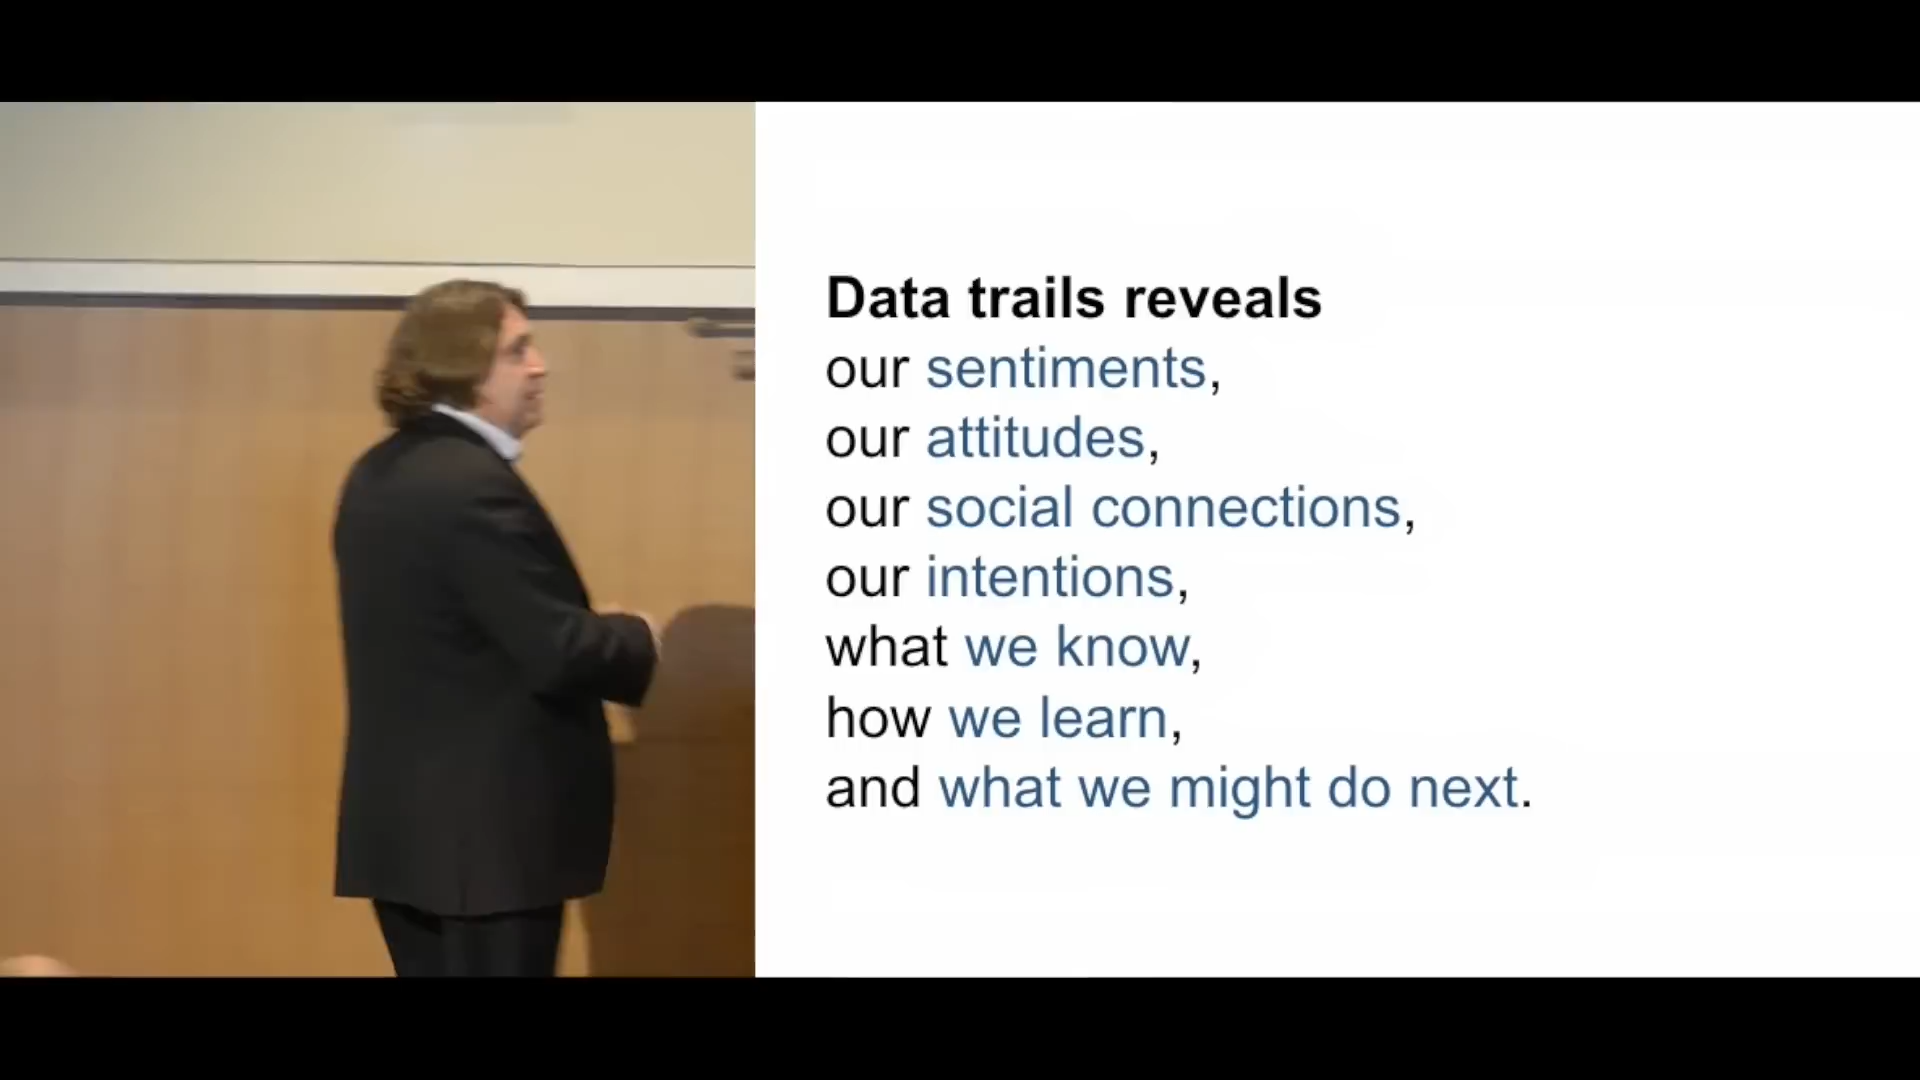 Data trails reveals
our sentiments,
our attitudes,
our social connections,
our intentions,
what we know,
how we learn,
and what we might do next.